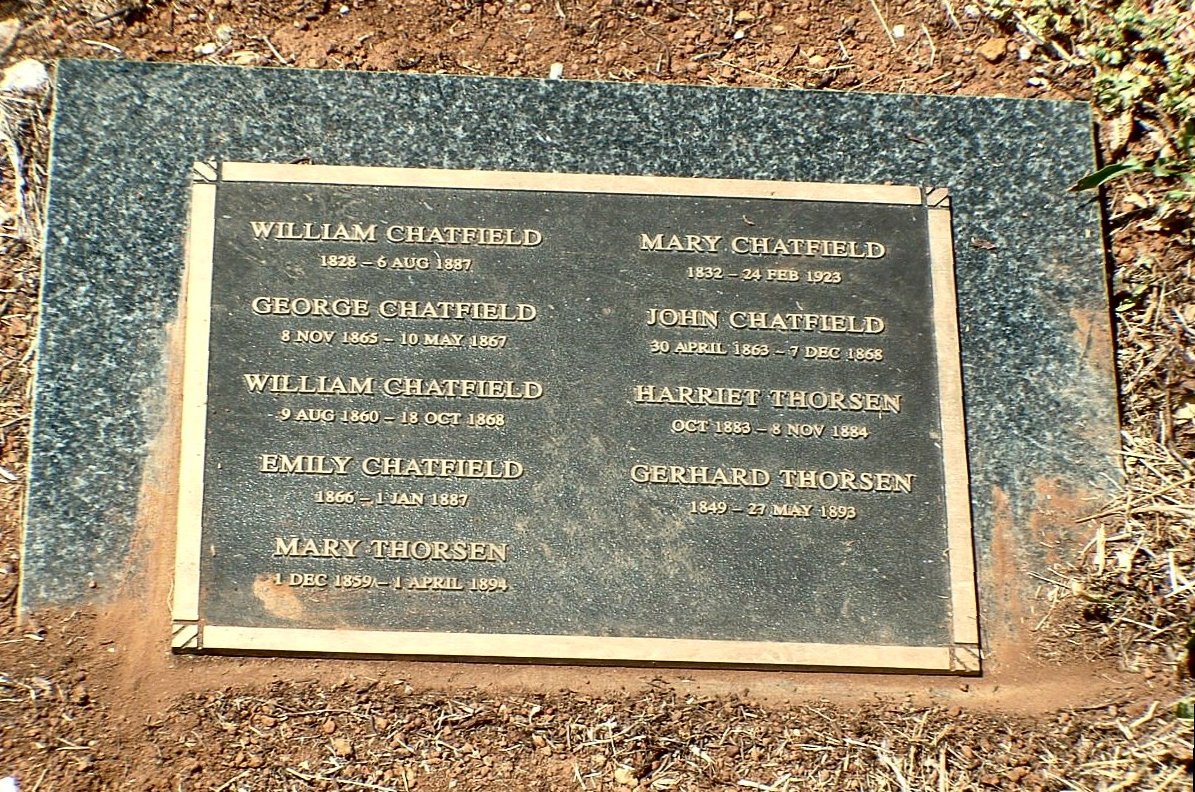 WILLIAM CHATFIELD
1828 – 6 AUG 1887
GEORGE CHATFIELD
8 NOV 1865 – 10 MAY 1867
WILLIAM CHATFIELD
9 AUG 1860 – 18 OCT 1868
EMILY CHATFIELD
1866 – 1 JAN 1887
MARY THORSEN
1 DEC 1859 – 1 APRIL 1894
MARY CHATFIELD
1832 – 24 FEB 1923
JOHN CHATFIELD
30 APRIL 1863 – 7 DEC 1868
HARRIET THORSEN
OCT 1883 – 8 NOV 1884
GERHARD THORSEN
1849 – 27 MAY 1893